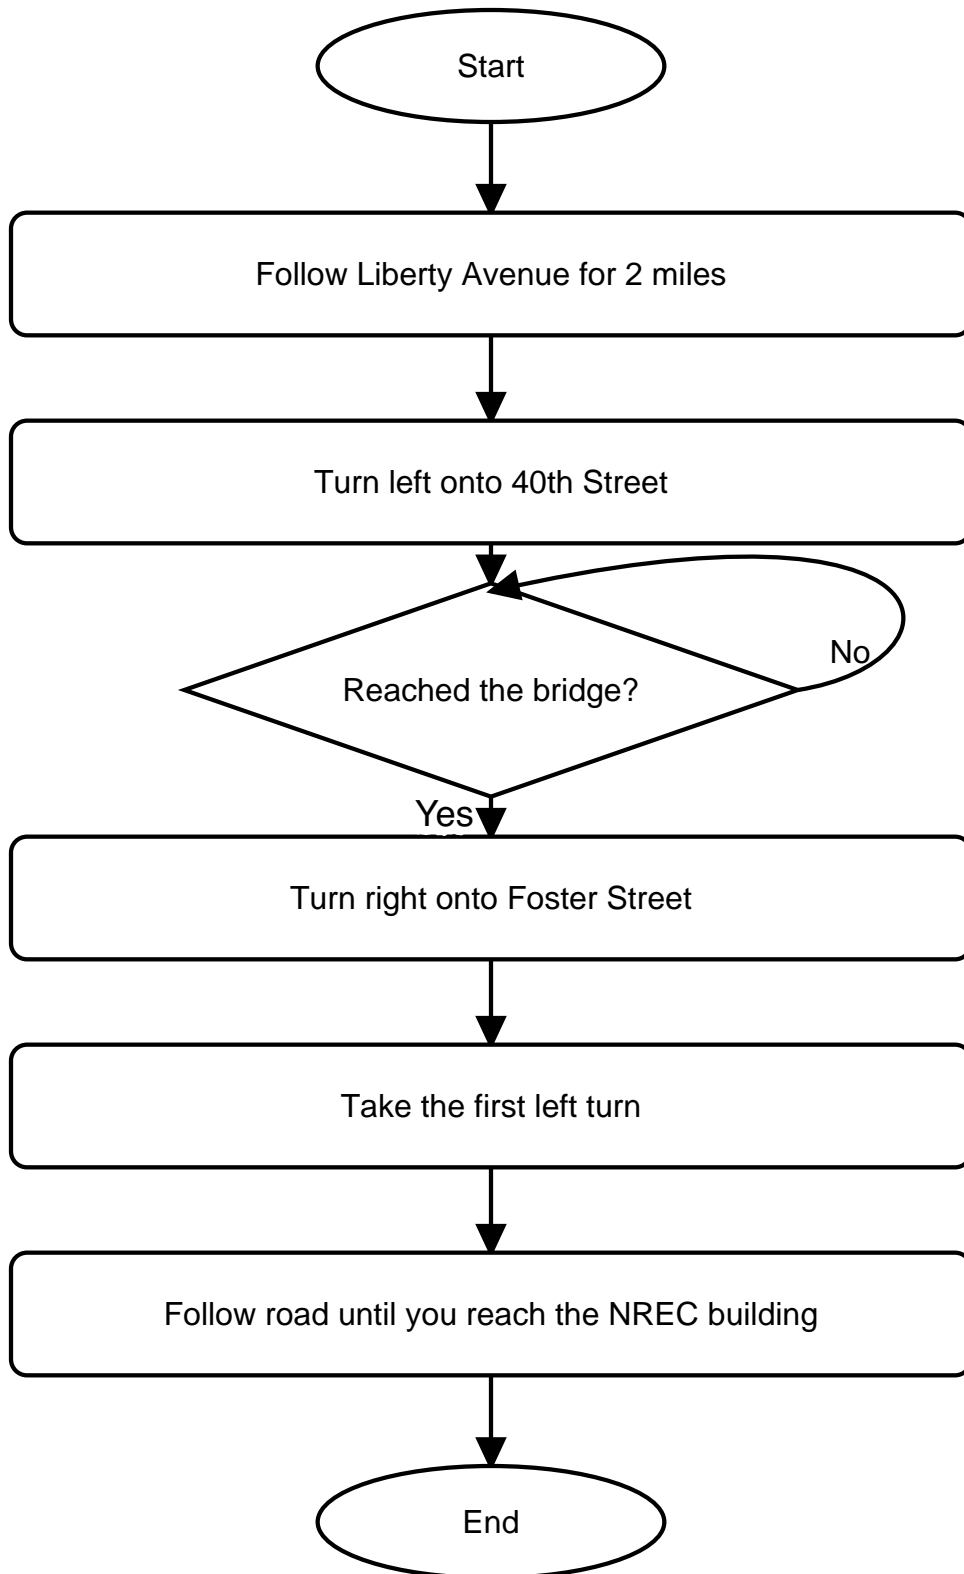 Start
Follow Liberty Avenue for 2 miles
Turn left onto 40th Street
No
Reached the bridge?
Yes
Turn right onto Foster Street
Take the first left turn
Follow road until you reach the NREC building
End